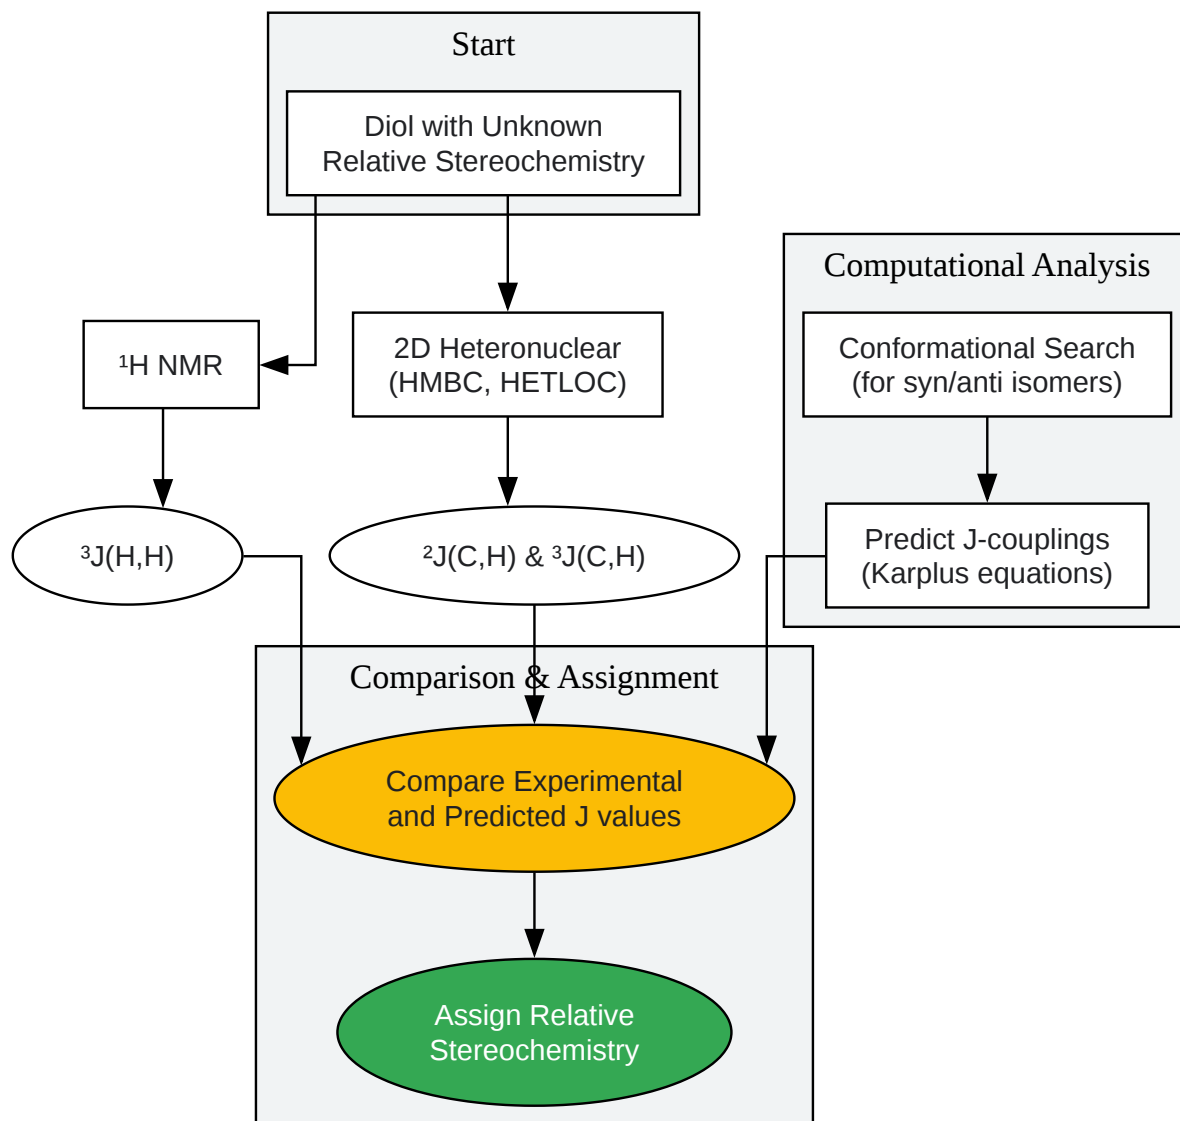 Start
Diol with Unknown
Relative Stereochemistry
Computational Analysis
¹H NMR
2D Heteronuclear
(HMBC, HETLOC)
Conformational Search
(for syn/anti isomers)
³J(H,H)
²J(C,H) & ³J(C,H)
Predict J-couplings
(Karplus equations)
Comparison & Assignment
Compare Experimental
and Predicted J values
Assign Relative
Stereochemistry